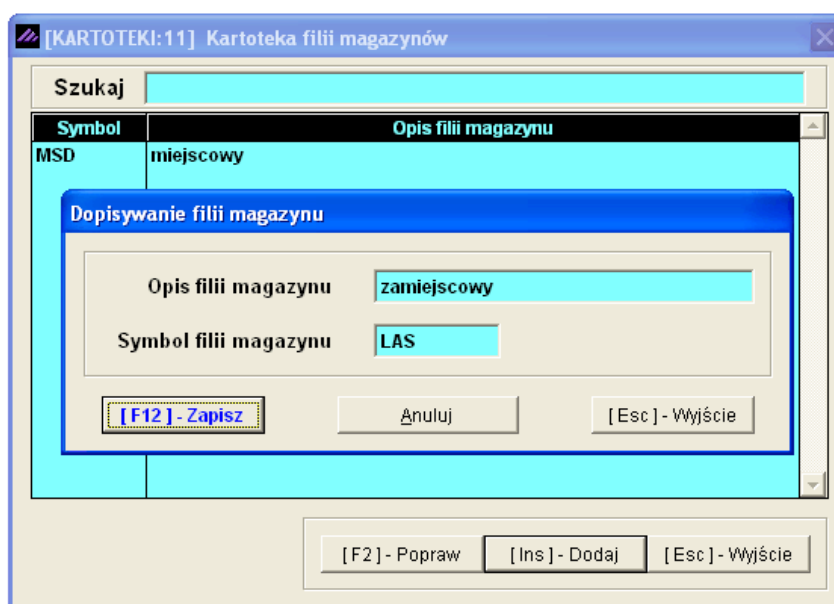 [KARTOTEKI:11] Kartoteka filii magazynów
Szukaj
Symbol Opis filii magazynu
MSD miejscowy
Dopisywanie filii magazynu
Opis filii magazynu zamiejscowy
Symbol filii magazynu LAS
[ F12 ] - Zapisz Anuluj [ Esc ] - Wyjście
[ F2 ] - Popraw [ Ins ] - Dodaj [ Esc ] - Wyjście